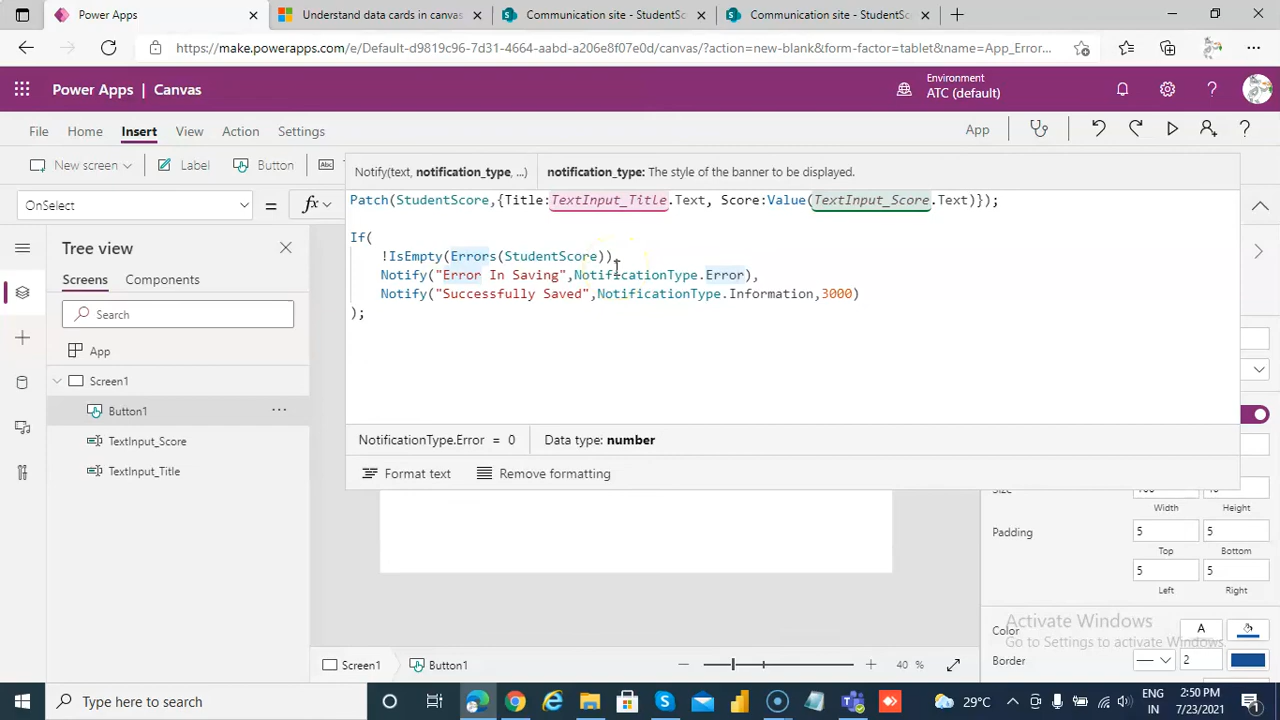 Power Apps
Understand data cards in canvas
Communication site - StudentSco
Communication site - StudentSco
https://make.powerapps.com/e/Default-d9819c96-7d31-4664-aabd-a206e8f07e0d/canvas/?action=new-blank&form-factor=tablet&name=App_Error...
Power Apps | Canvas
Environment
ATC (default)
File Home Insert View Action Settings
App
New screen Label Button Abc
Notify(text, notification_type, ...) notification_type: The style of the banner to be displayed.
OnSelect = fx
Patch(StudentScore,{Title:TextInput_Title.Text, Score:Value(TextInput_Score.Text)});
If(
!IsEmpty(Errors(StudentScore)),
Notify("Error In Saving",NotificationType.Error),
Notify("Successfully Saved",NotificationType.Information,3000)
);
Tree view
Screens Components
Search
App
Screen1
Button1 ...
TextInput_Score
TextInput_Title
NotificationType.Error = 0 Data type: number
Format text Remove formatting
Width Height
Padding 5 5
Top Bottom
5 5
Left Right
Activate Windows
Go to Settings to activate Windows.
Color A
Border 2
Screen1 Button1 40 %
Type here to search
29°C
ENG
IN
2:50 PM
7/23/2021
1